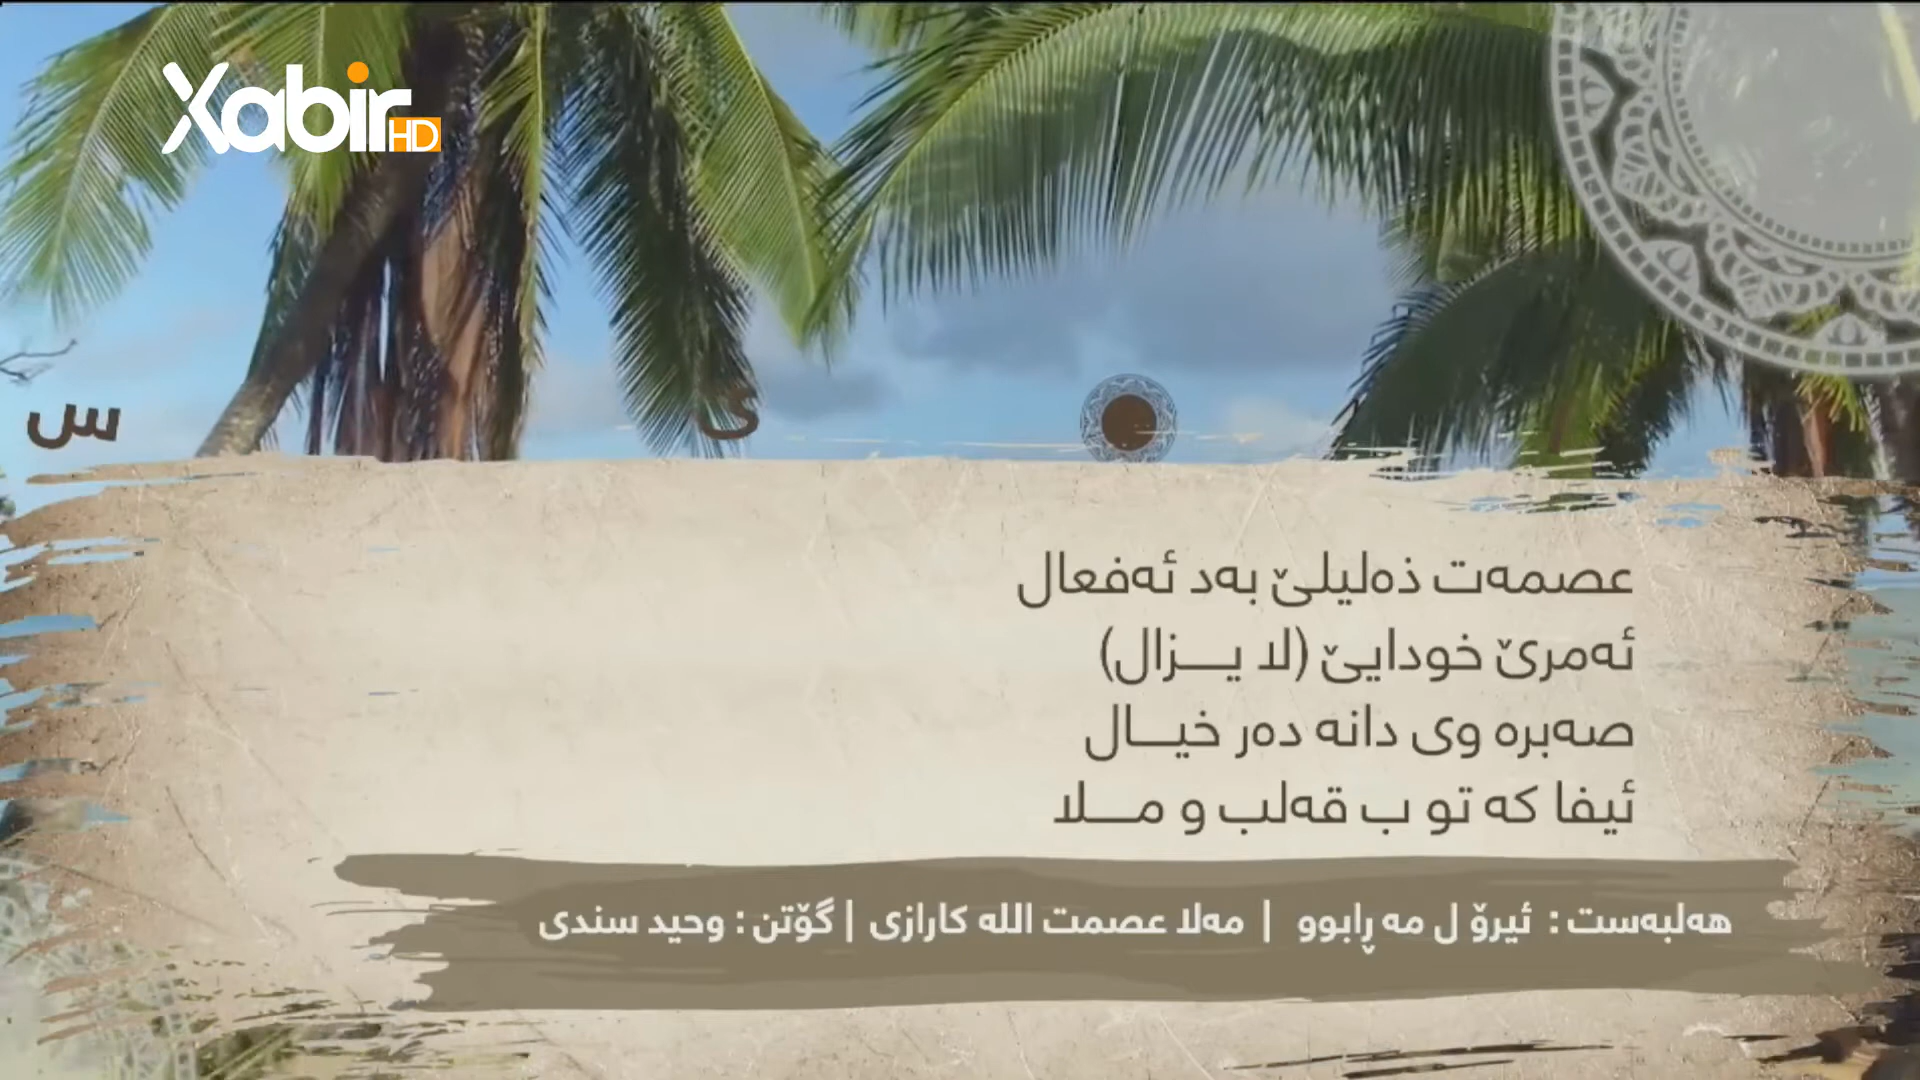 Xabir HD
س
ی
عصمەت ذەلیلێ بەد ئەفعال
ئەمرێ خودایێ (لا یـــزال)
صەبرە وی دانە دەر خیـــال
ئیفا کە تو ب قەلب و مـــلا
هەلبەست : ئیرۆ ل مە ڕابوو | مەلا عصمت الله کارازی | گۆتن : وحید سندی